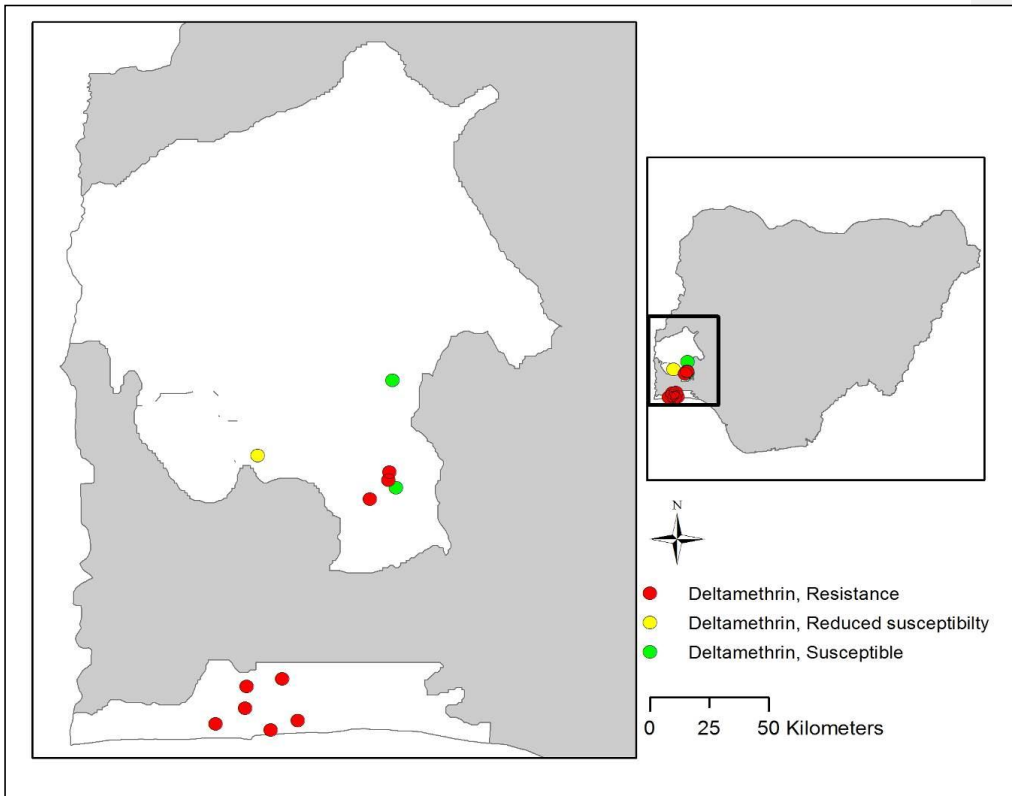 N
Deltamethrin, Resistance
Deltamethrin, Reduced susceptibilty
Deltamethrin, Susceptible
0 25 50 Kilometers